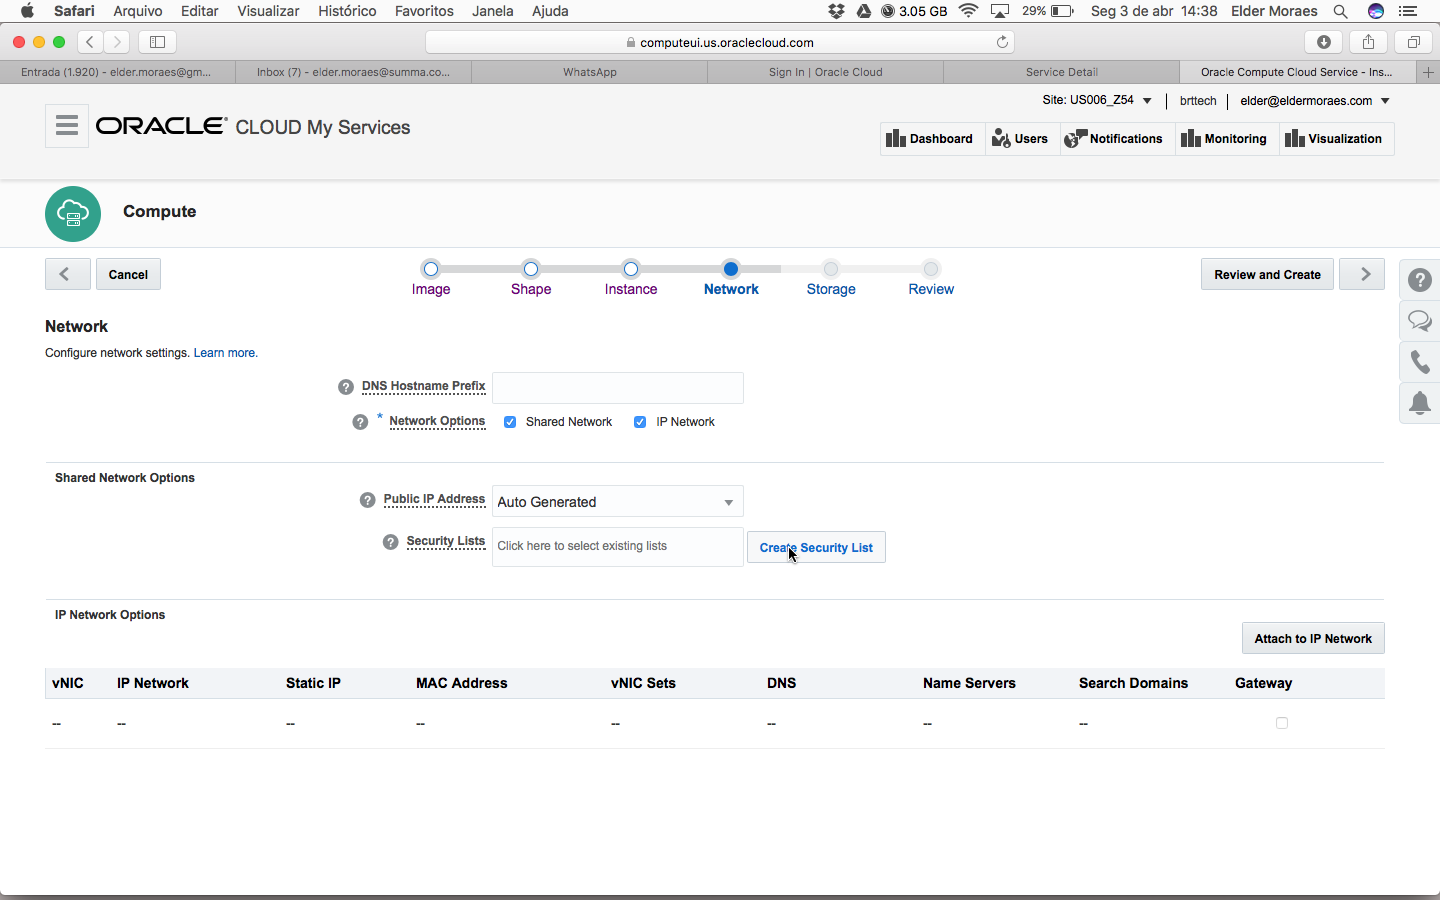 Safari Arquivo Editar Visualizar Histórico Favoritos Janela Ajuda 3.05 GB 29% Seg 3 de abr 14:38 Elder Moraes
computeui.us.oraclecloud.com
Entrada (1.920) - elder.moraes@gm... Inbox (7) - elder.moraes@summa.co... WhatsApp Sign In | Oracle Cloud Service Detail Oracle Compute Cloud Service - Ins...
Site: US006_Z54 brttech elder@eldermoraes.com
ORACLE CLOUD My Services
Dashboard Users Notifications Monitoring Visualization
Compute
Cancel Review and Create
Image Shape Instance Network Storage Review
Network
Configure network settings. Learn more.
? DNS Hostname Prefix
? * Network Options Shared Network IP Network
Shared Network Options
? Public IP Address Auto Generated
? Security Lists Click here to select existing lists Create Security List
IP Network Options
Attach to IP Network
vNIC IP Network Static IP MAC Address vNIC Sets DNS Name Servers Search Domains Gateway
-- -- -- -- -- -- -- --